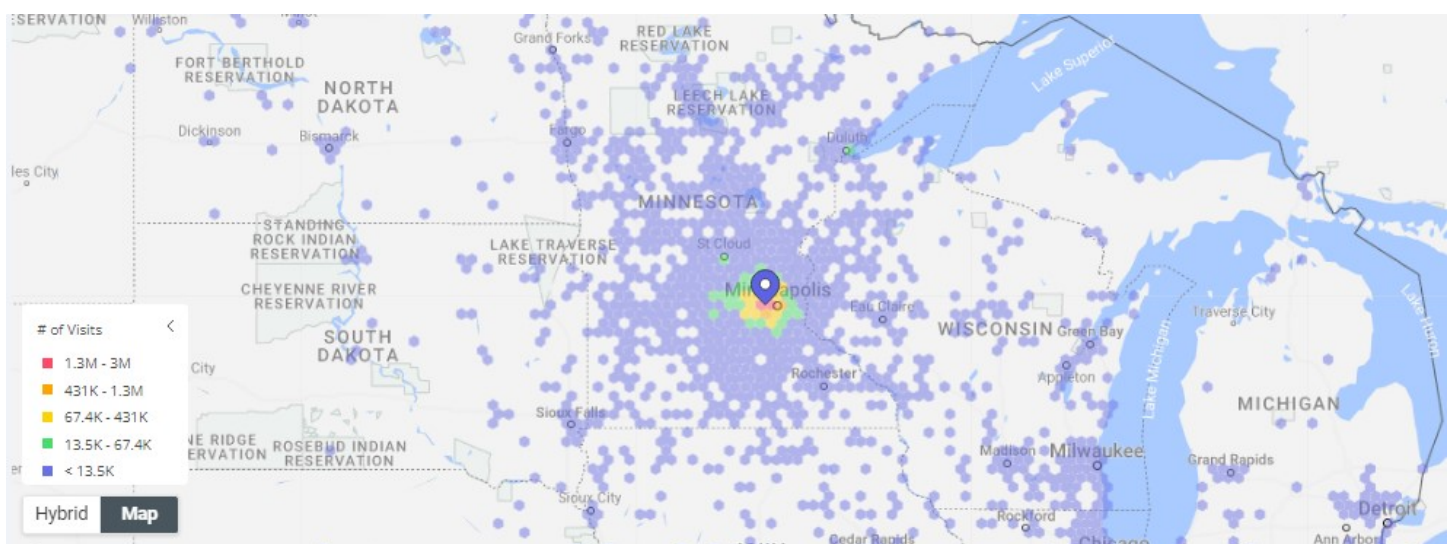 ESERVATION
Williston
Minot
Grand Forks
RED LAKE
RESERVATION
Lake Superior
FORT BERTHOLD
RESERVATION
NORTH
DAKOTA
LEECH LAKE
RESERVATION
Dickinson
Bismarck
Fargo
Duluth
les City
MINNESOTA
STANDING
ROCK INDIAN
RESERVATION
LAKE TRAVERSE
RESERVATION
St Cloud
CHEYENNE RIVER
RESERVATION
Minneapolis
Eau Claire
WISCONSIN
Green Bay
Traverse City
Lake Huron
# of Visits
1.3M - 3M
431K - 1.3M
67.4K - 431K
13.5K - 67.4K
< 13.5K
SOUTH
DAKOTA
City
Rochester
Appleton
Lake Michigan
MICHIGAN
Sioux Falls
NE RIDGE
ERVATION
ROSEBUD INDIAN
RESERVATION
Madison
Milwaukee
Grand Rapids
Hybrid
Map
Sioux City
Rockford
Detroit
Ann Arbor
Cedar Rapids
Chicago